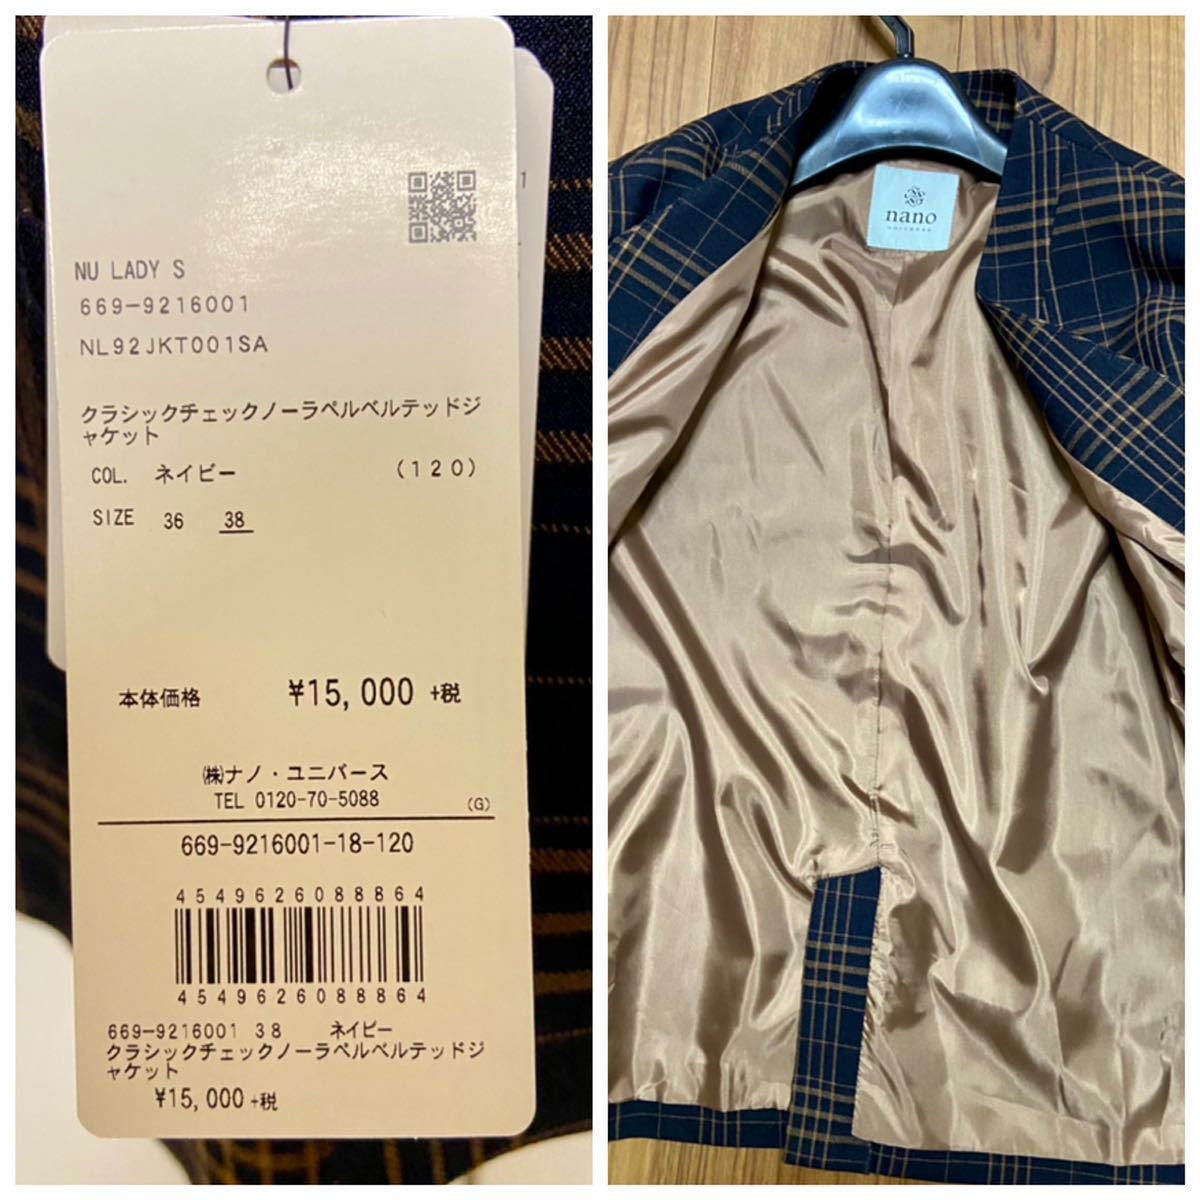 NU LADY S
669-9216001
NL92JKT001SA
クラシックチェックノーラペルベルテッドジ
ャケット
COL. ネイビー (120)
SIZE 36 38
本体価格 ¥15,000 +税
㈱ナノ・ユニバース
TEL 0120-70-5088 (G)
669-9216001-18-120
4549626088864
4549626088864
669-9216001 38 ネイビー
クラシックチェックノーラペルベルテッドジ
ャケット
¥15,000 +税
1
nano
universe